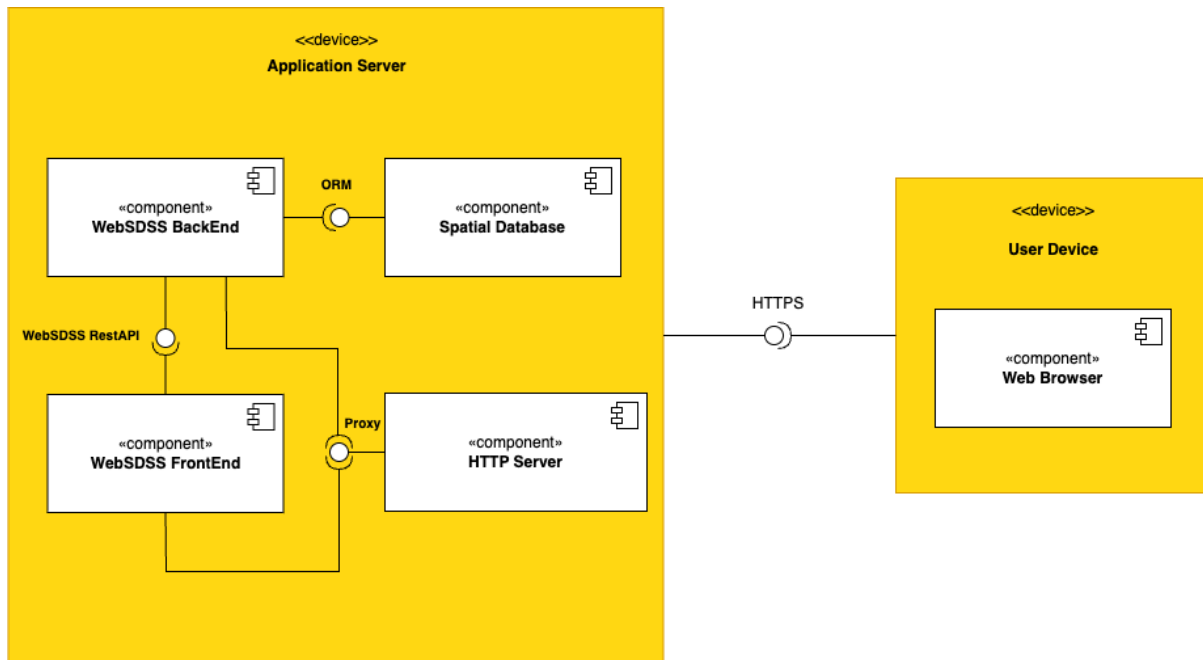 <<device>>
Application Server
«component»
WebSDSS BackEnd
ORM
«component»
Spatial Database
WebSDSS RestAPI
«component»
WebSDSS FrontEnd
Proxy
«component»
HTTP Server
HTTPS
<<device>>
User Device
«component»
Web Browser